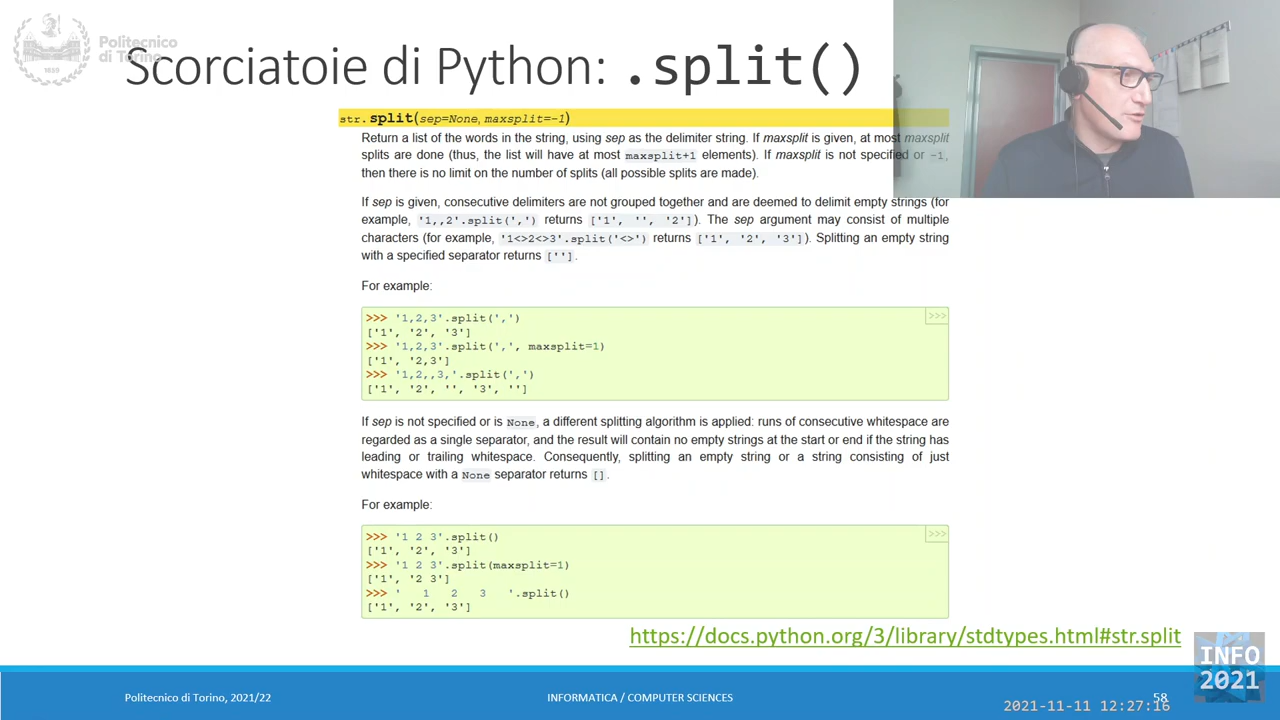 Politecnico
di Torino
1859
Scorciatoie di Python: .split()
str.split(sep=None, maxsplit=-1)
Return a list of the words in the string, using sep as the delimiter string. If maxsplit is given, at most maxsplit
splits are done (thus, the list will have at most maxsplit+1 elements). If maxsplit is not specified or -1,
then there is no limit on the number of splits (all possible splits are made).
If sep is given, consecutive delimiters are not grouped together and are deemed to delimit empty strings (for
example, '1,,2'.split(',') returns ['1', '', '2']). The sep argument may consist of multiple
characters (for example, '1<>2<>3'.split('<>') returns ['1', '2', '3']). Splitting an empty string
with a specified separator returns [''].
For example:
>>>
>>> '1,2,3'.split(',')
['1', '2', '3']
>>> '1,2,3'.split(',', maxsplit=1)
['1', '2,3']
>>> '1,2,,3,'.split(',')
['1', '2', '', '3', '']
If sep is not specified or is None, a different splitting algorithm is applied: runs of consecutive whitespace are
regarded as a single separator, and the result will contain no empty strings at the start or end if the string has
leading or trailing whitespace. Consequently, splitting an empty string or a string consisting of just
whitespace with a None separator returns [].
For example:
>>>
>>> '1 2 3'.split()
['1', '2', '3']
>>> '1 2 3'.split(maxsplit=1)
['1', '2 3']
>>> '   1   2   3   '.split()
['1', '2', '3']
https://docs.python.org/3/library/stdtypes.html#str.split
INFO
2021
Politecnico di Torino, 2021/22
INFORMATICA / COMPUTER SCIENCES
58
2021-11-11 12:27:16